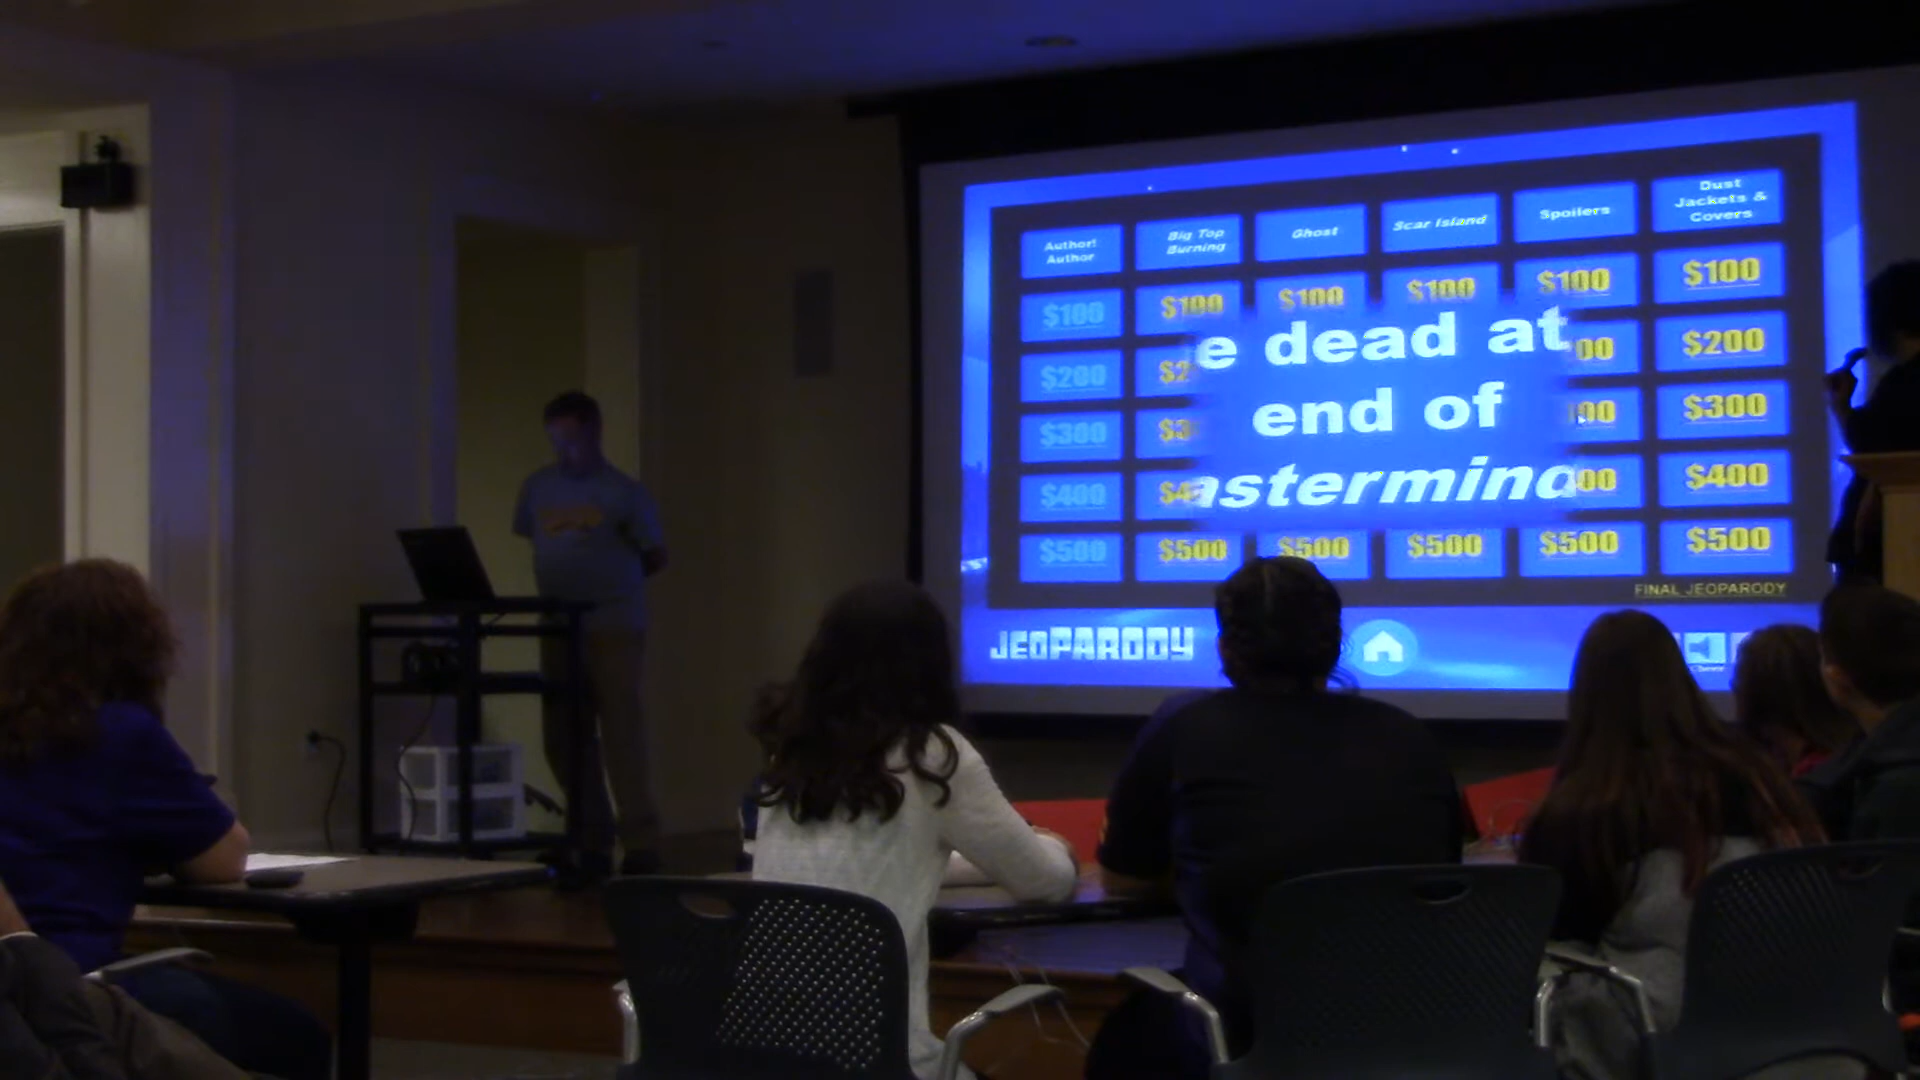 Author! Author
Big Top Burning
Ghost
Scar Island
Spoilers
Dust Jackets & Covers
$100 $100 $100 $100 $100 $100
$200 $200
$300 $300
$400 $400
$500 $500 $500 $500 $500 $500
e dead at
end of
astermind
FINAL JEOPARODY
JEOPARODY